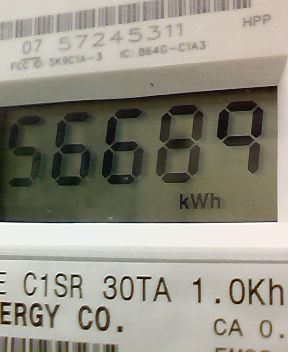 HPP
07 57245311
FCC ID: SK9C1A-3 IC: 864G-C1A3
56689
kWh
C1SR 30TA 1.0Kh
ERGY CO.
CA 0.